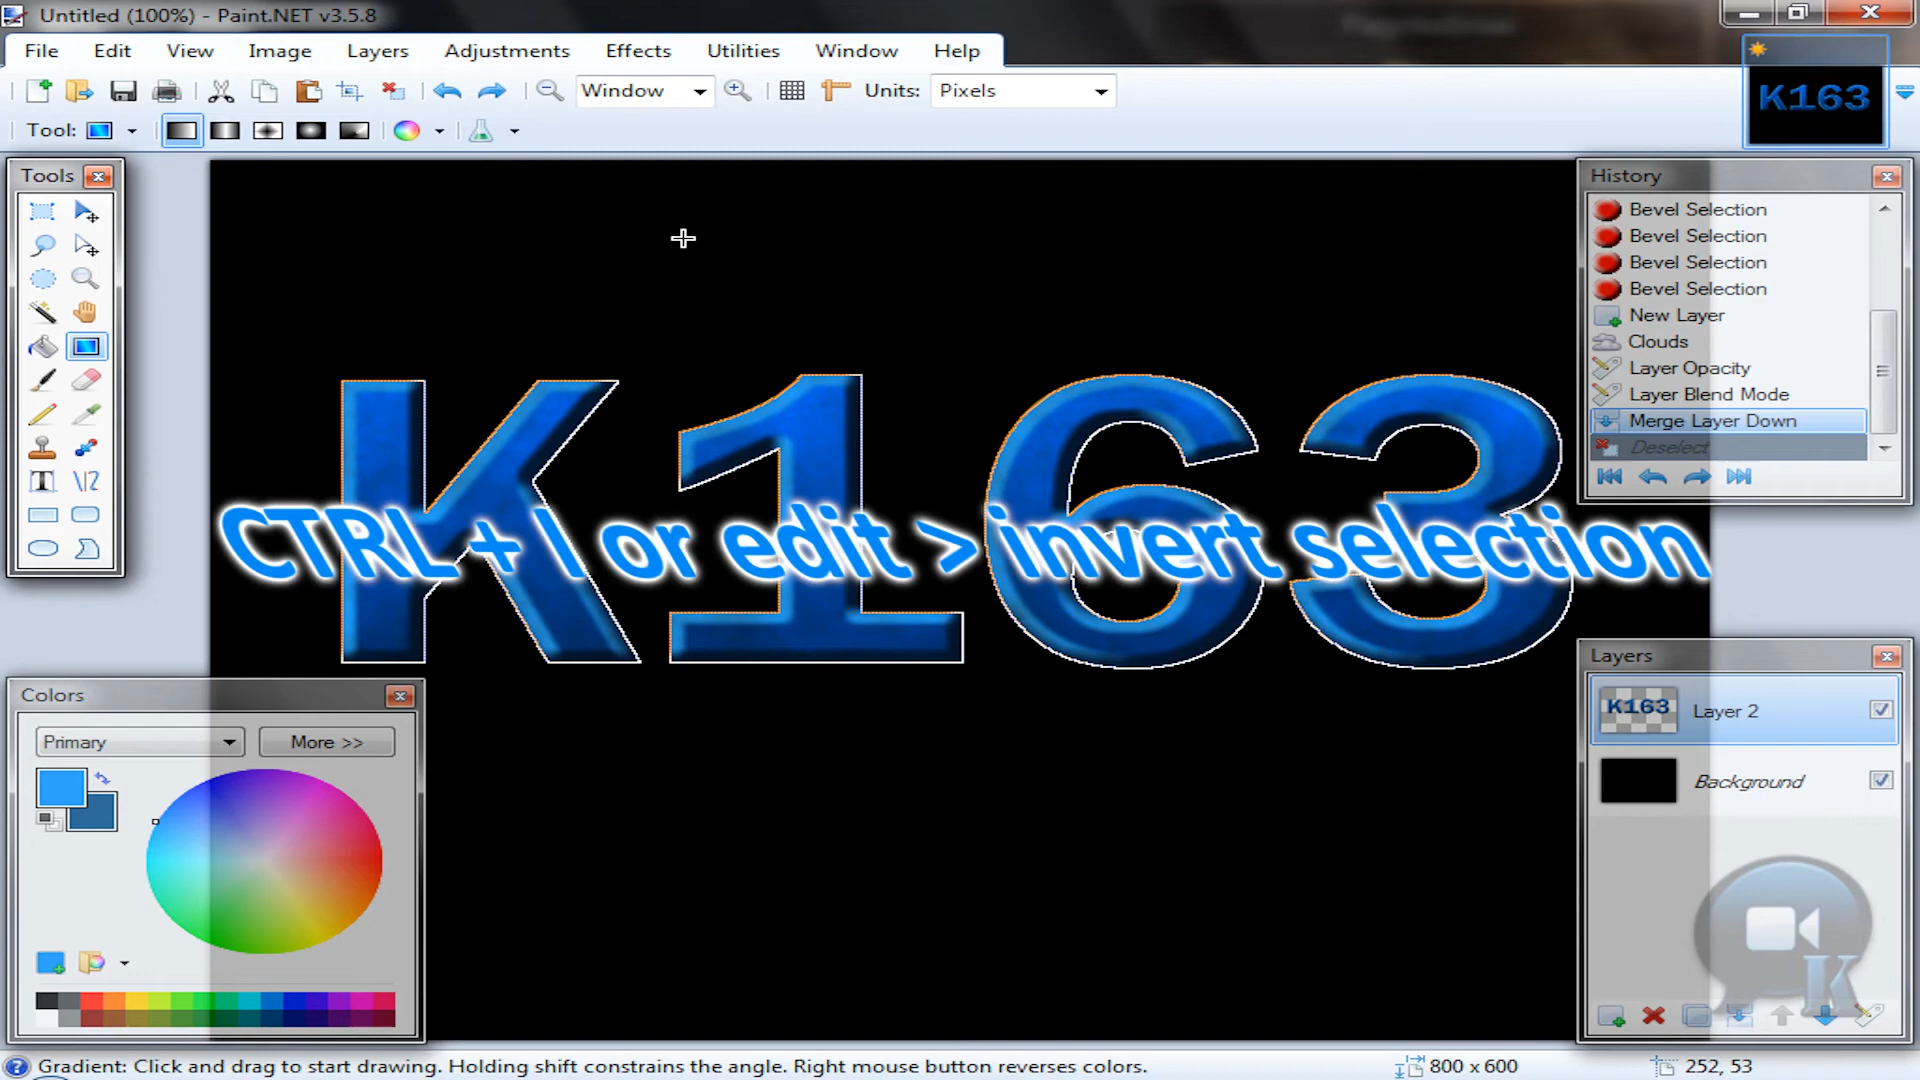 Untitled (100%) - Paint.NET v3.5.8
File Edit View Image Layers Adjustments Effects Utilities Window Help
Window Units: Pixels
K163
Tool:
Tools
History
Bevel Selection
Bevel Selection
Bevel Selection
Bevel Selection
New Layer
Clouds
Layer Opacity
Layer Blend Mode
Merge Layer Down
Deselect
K163
CTRL + I or edit > invert selection
Layers
K163 Layer 2
Background
Colors
Primary More >>
K
Gradient: Click and drag to start drawing. Holding shift constrains the angle. Right mouse button reverses colors. 800 x 600 252, 53